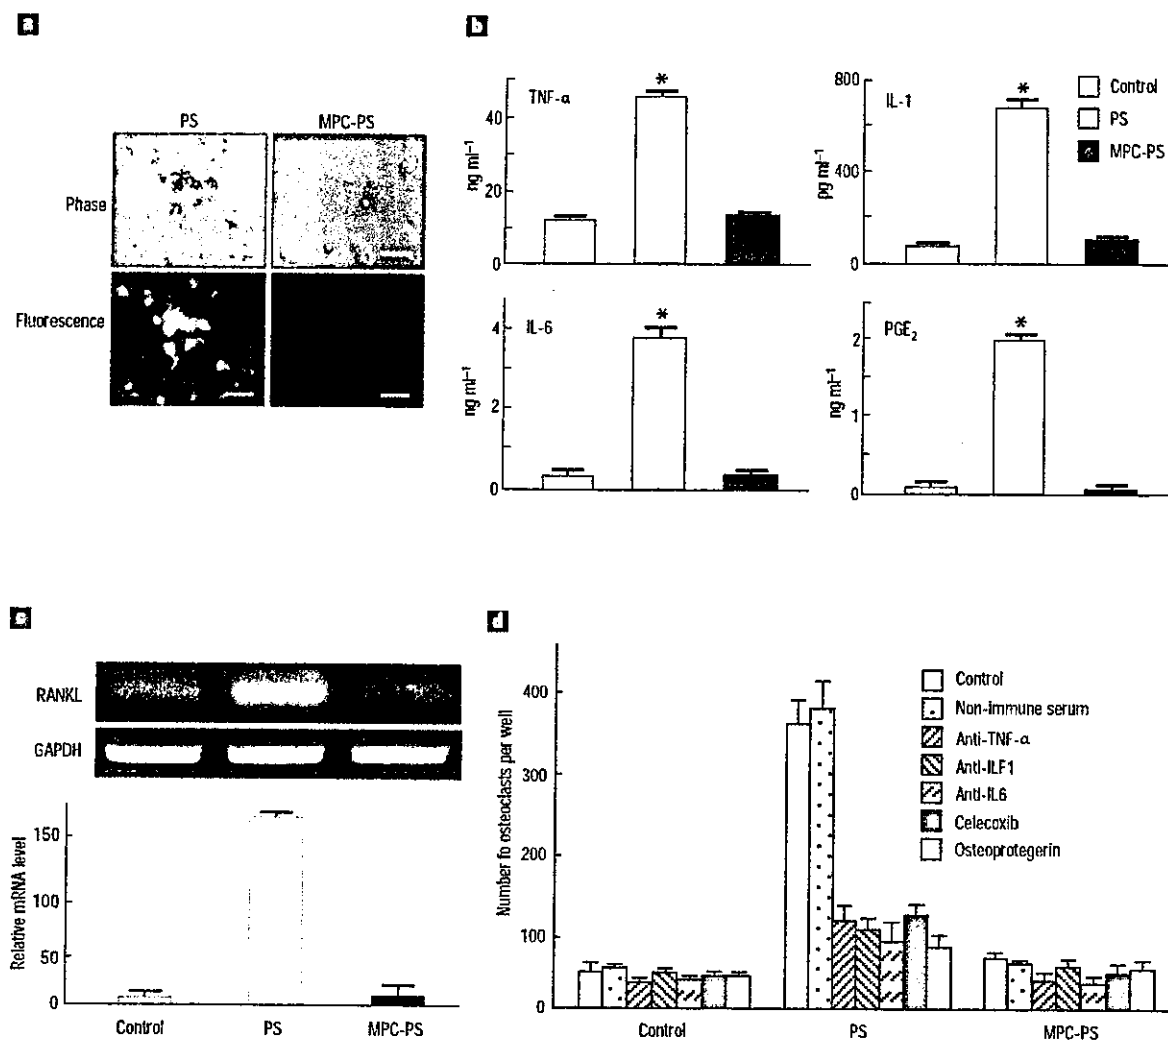 a
PS
MPC-PS
Phase
Fluorescence
b
TNF-α
*
ng ml⁻¹
40
20
0
IL-1
*
pg ml⁻¹
800
400
0
Control
PS
MPC-PS
IL-6
*
ng ml⁻¹
4
2
0
PGE₂
*
ng ml⁻¹
2
1
0
c
RANKL
GAPDH
Relative mRNA level
150
100
50
0
Control
PS
MPC-PS
d
Number fo osteoclasts per well
400
300
200
100
0
Control
Non-immune serum
Anti-TNF-α
Anti-ILF1
Anti-IL6
Celecoxib
Osteoprotegerin
Control
PS
MPC-PS